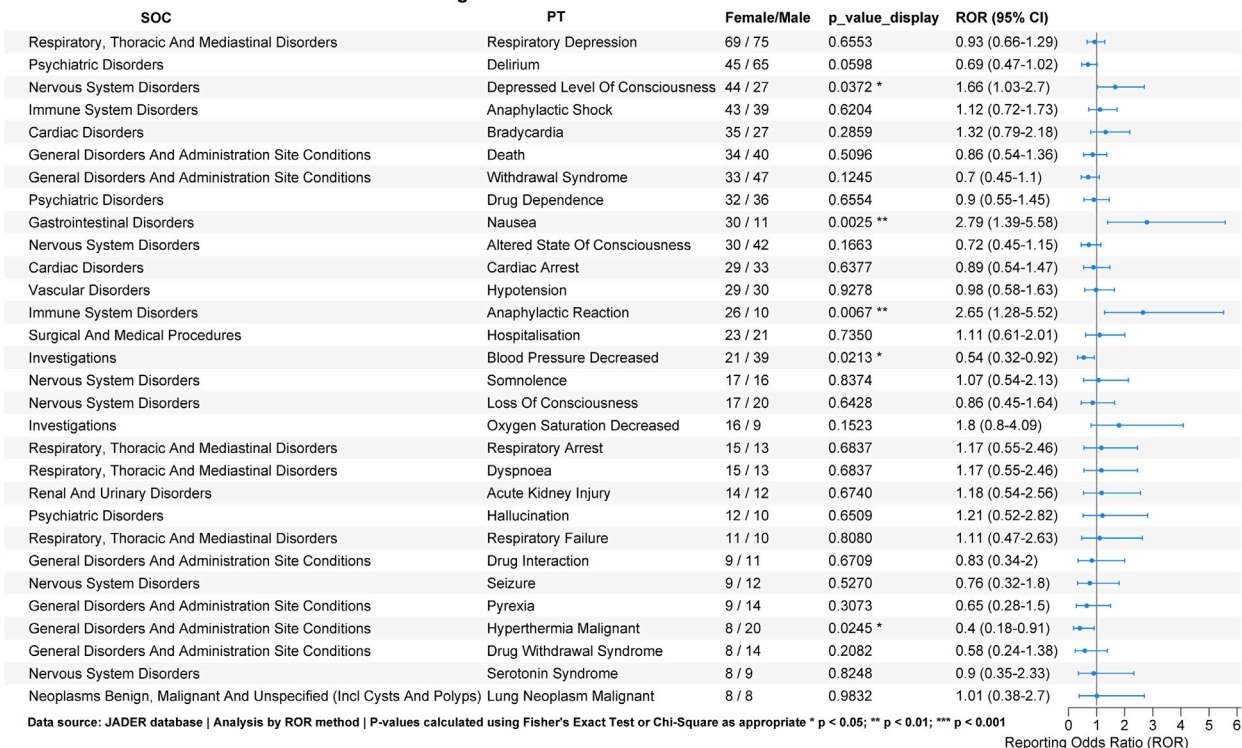 SOC PT Female/Male p_value_display ROR (95% CI)
Respiratory, Thoracic And Mediastinal Disorders Respiratory Depression 69 / 75 0.6553 0.93 (0.66-1.29)
Psychiatric Disorders Delirium 45 / 65 0.0598 0.69 (0.47-1.02)
Nervous System Disorders Depressed Level Of Consciousness 44 / 27 0.0372 * 1.66 (1.03-2.7)
Immune System Disorders Anaphylactic Shock 43 / 39 0.6204 1.12 (0.72-1.73)
Cardiac Disorders Bradycardia 35 / 27 0.2859 1.32 (0.79-2.18)
General Disorders And Administration Site Conditions Death 34 / 40 0.5096 0.86 (0.54-1.36)
General Disorders And Administration Site Conditions Withdrawal Syndrome 33 / 47 0.1245 0.7 (0.45-1.1)
Psychiatric Disorders Drug Dependence 32 / 36 0.6554 0.9 (0.55-1.45)
Gastrointestinal Disorders Nausea 30 / 11 0.0025 ** 2.79 (1.39-5.58)
Nervous System Disorders Altered State Of Consciousness 30 / 42 0.1663 0.72 (0.45-1.15)
Cardiac Disorders Cardiac Arrest 29 / 33 0.6377 0.89 (0.54-1.47)
Vascular Disorders Hypotension 29 / 30 0.9278 0.98 (0.58-1.63)
Immune System Disorders Anaphylactic Reaction 26 / 10 0.0067 ** 2.65 (1.28-5.52)
Surgical And Medical Procedures Hospitalisation 23 / 21 0.7350 1.11 (0.61-2.01)
Investigations Blood Pressure Decreased 21 / 39 0.0213 * 0.54 (0.32-0.92)
Nervous System Disorders Somnolence 17 / 16 0.8374 1.07 (0.54-2.13)
Nervous System Disorders Loss Of Consciousness 17 / 20 0.6428 0.86 (0.45-1.64)
Investigations Oxygen Saturation Decreased 16 / 9 0.1523 1.8 (0.8-4.09)
Respiratory, Thoracic And Mediastinal Disorders Respiratory Arrest 15 / 13 0.6837 1.17 (0.55-2.46)
Respiratory, Thoracic And Mediastinal Disorders Dyspnoea 15 / 13 0.6837 1.17 (0.55-2.46)
Renal And Urinary Disorders Acute Kidney Injury 14 / 12 0.6740 1.18 (0.54-2.56)
Psychiatric Disorders Hallucination 12 / 10 0.6509 1.21 (0.52-2.82)
Respiratory, Thoracic And Mediastinal Disorders Respiratory Failure 11 / 10 0.8080 1.11 (0.47-2.63)
General Disorders And Administration Site Conditions Drug Interaction 9 / 11 0.6709 0.83 (0.34-2)
Nervous System Disorders Seizure 9 / 12 0.5270 0.76 (0.32-1.8)
General Disorders And Administration Site Conditions Pyrexia 9 / 14 0.3073 0.65 (0.28-1.5)
General Disorders And Administration Site Conditions Hyperthermia Malignant 8 / 20 0.0245 * 0.4 (0.18-0.91)
General Disorders And Administration Site Conditions Drug Withdrawal Syndrome 8 / 14 0.2082 0.58 (0.24-1.38)
Nervous System Disorders Serotonin Syndrome 8 / 9 0.8248 0.9 (0.35-2.33)
Neoplasms Benign, Malignant And Unspecified (Incl Cysts And Polyps) Lung Neoplasm Malignant 8 / 8 0.9832 1.01 (0.38-2.7)
Data source: JADER database | Analysis by ROR method | P-values calculated using Fisher's Exact Test or Chi-Square as appropriate * p < 0.05; ** p < 0.01; *** p < 0.001
0 1 2 3 4 5 6
Reporting Odds Ratio (ROR)